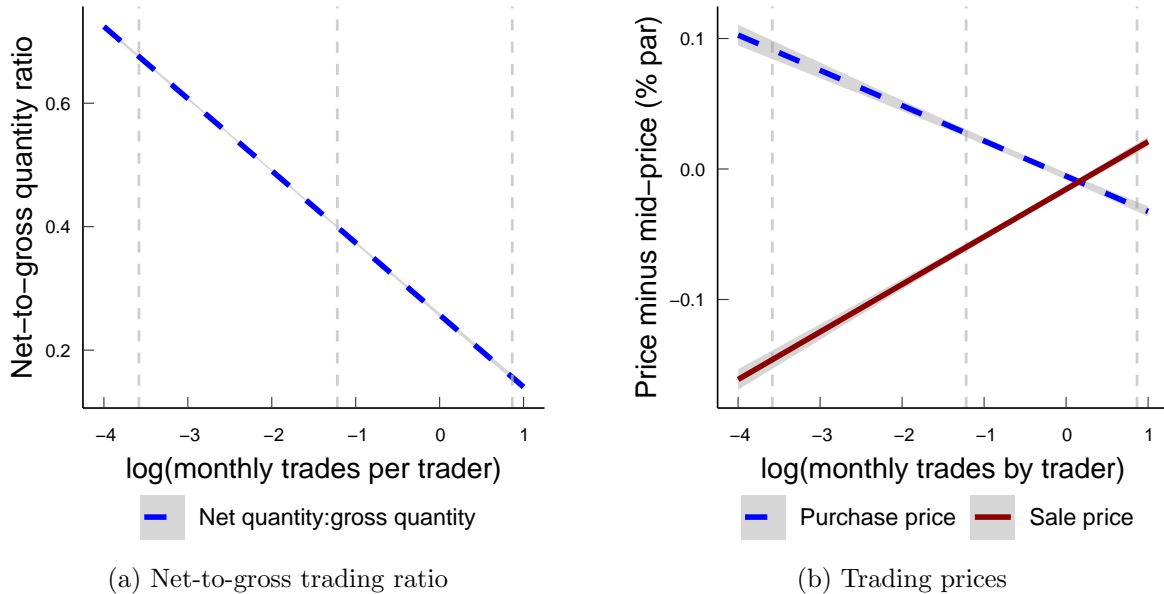 Net−to−gross quantity ratio
0.6
0.4
0.2
−4 −3 −2 −1 0 1
log(monthly trades per trader)
Net quantity:gross quantity
(a) Net-to-gross trading ratio
Price minus mid−price (% par)
0.1
0.0
−0.1
−4 −3 −2 −1 0 1
log(monthly trades by trader)
Purchase price Sale price
(b) Trading prices